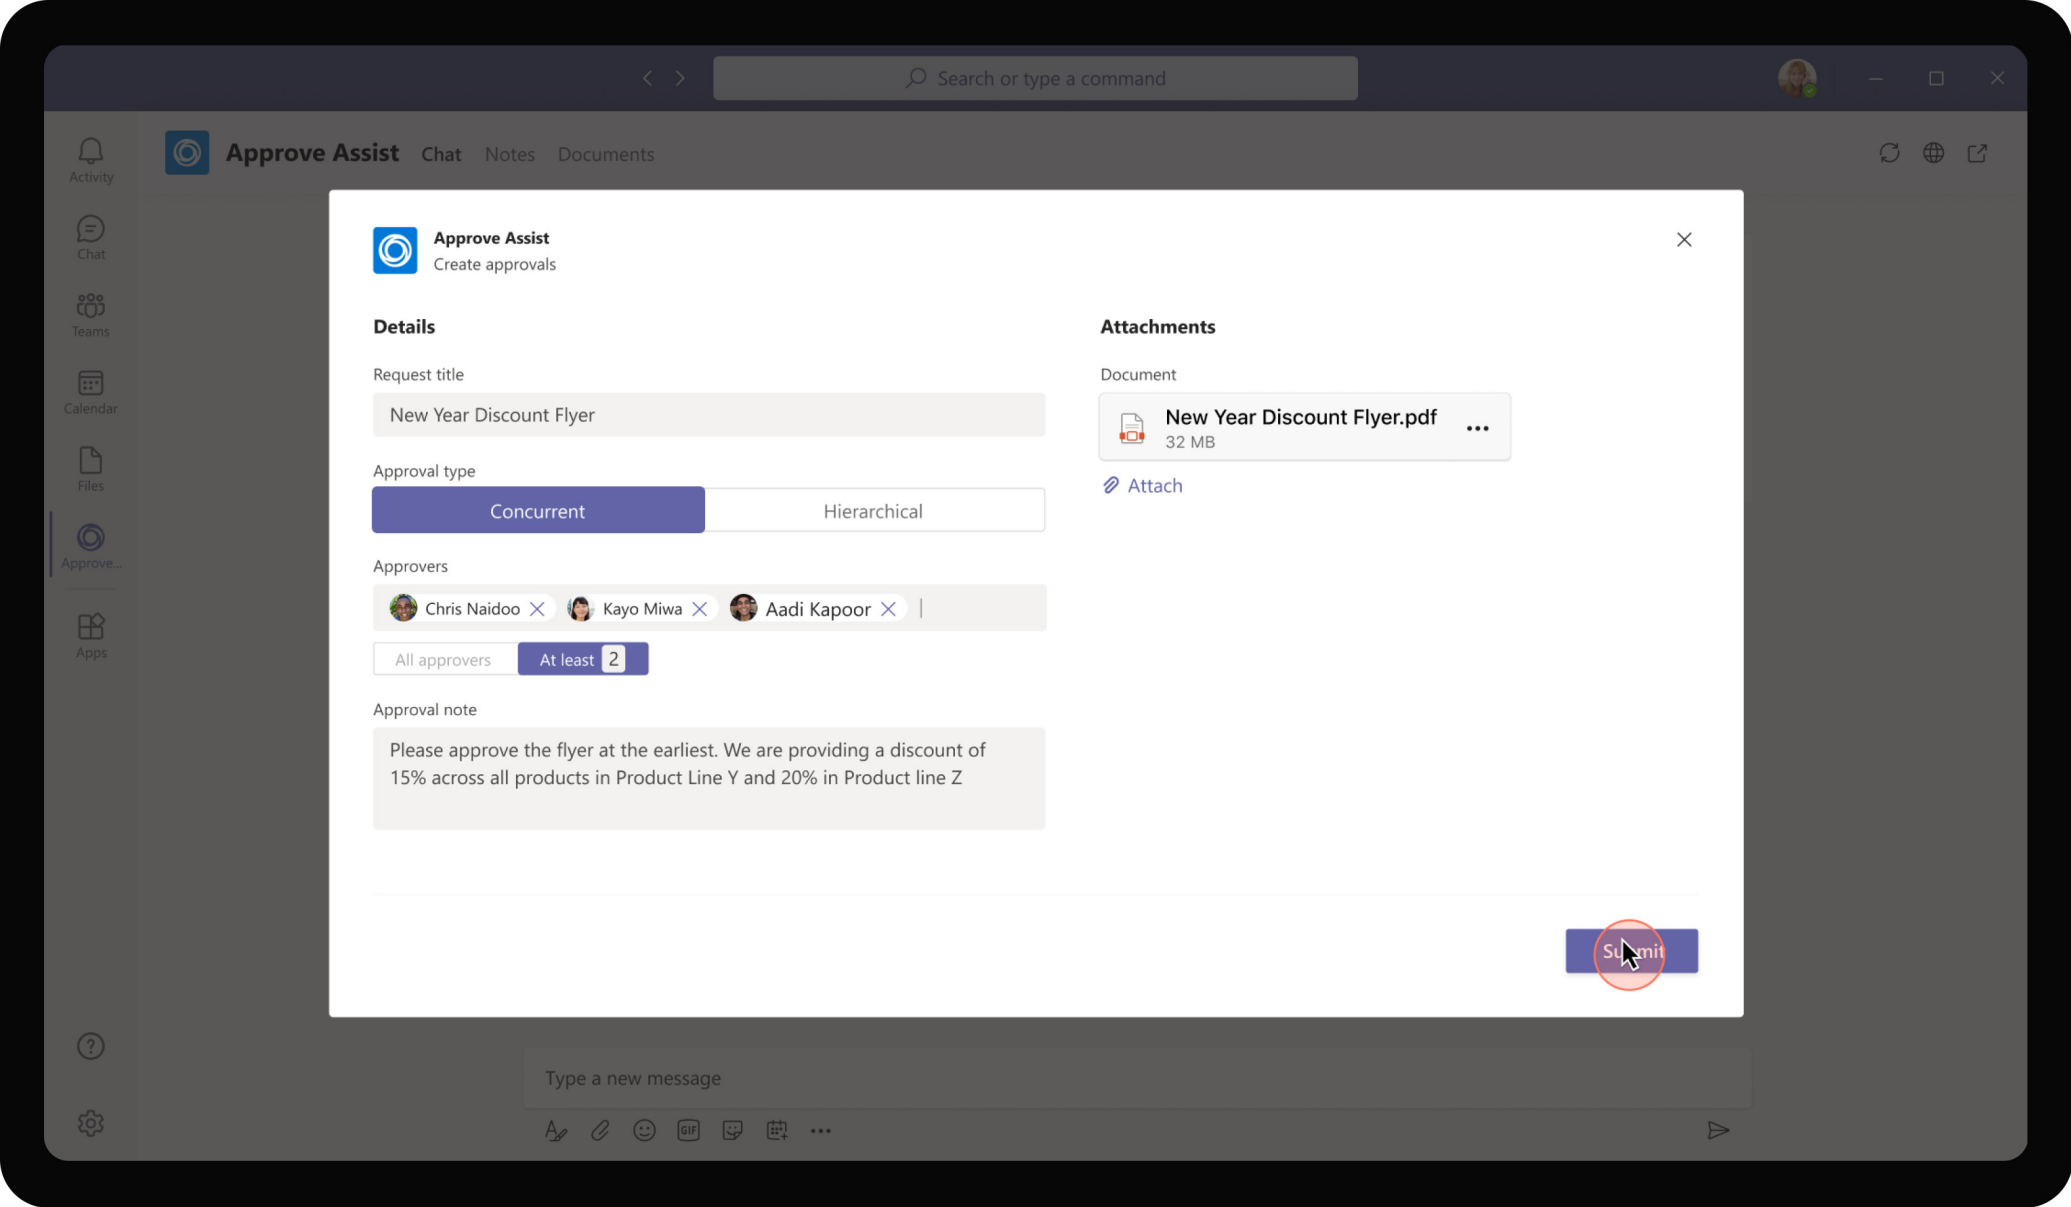 Search or type a command
Activity
Chat
Teams
Calendar
Files
Approve...
Apps
Approve Assist Chat Notes Documents
Approve Assist
Create approvals
Details
Request title
New Year Discount Flyer
Approval type
Concurrent Hierarchical
Approvers
Chris Naidoo Kayo Miwa Aadi Kapoor
All approvers At least 2
Approval note
Please approve the flyer at the earliest. We are providing a discount of
15% across all products in Product Line Y and 20% in Product line Z
Attachments
Document
New Year Discount Flyer.pdf
32 MB
Attach
Submit
Type a new message
GIF